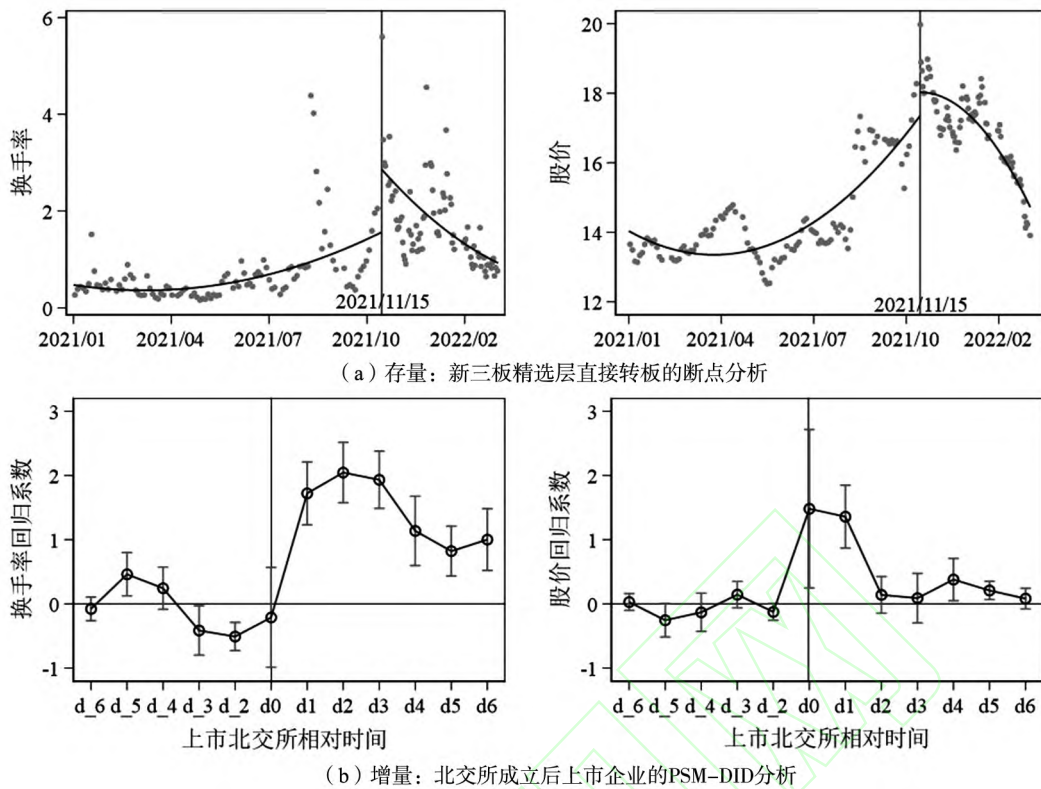 换手率
6
4
2
0
2021/11/15
2021/01 2021/04 2021/07 2021/10 2022/02
股价
20
18
16
14
12
2021/11/15
2021/01 2021/04 2021/07 2021/10 2022/02
（a）存量：新三板精选层直接转板的断点分析
换手率回归系数
3
2
1
0
-1
d_6 d_5 d_4 d_3 d_2 d0 d1 d2 d3 d4 d5 d6
上市北交所相对时间
股价回归系数
3
2
1
0
-1
d_6 d_5 d_4 d_3 d_2 d0 d1 d2 d3 d4 d5 d6
上市北交所相对时间
（b）增量：北交所成立后上市企业的PSM-DID分析